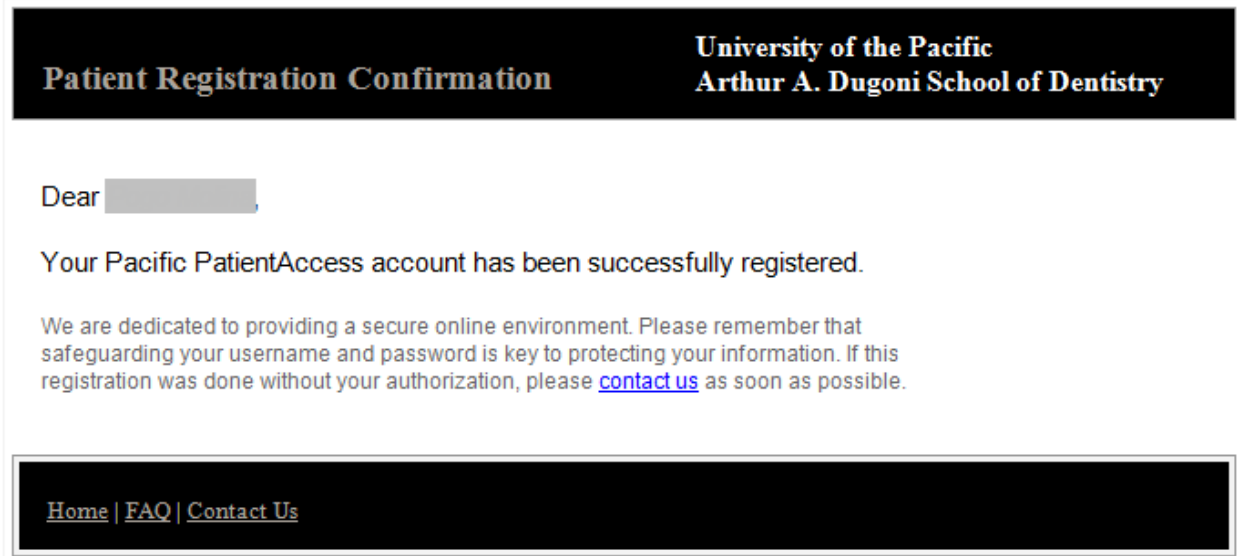 Patient Registration Confirmation
University of the Pacific
Arthur A. Dugoni School of Dentistry
Dear ,
Your Pacific PatientAccess account has been successfully registered.
We are dedicated to providing a secure online environment. Please remember that
safeguarding your username and password is key to protecting your information. If this
registration was done without your authorization, please contact us as soon as possible.
Home | FAQ | Contact Us